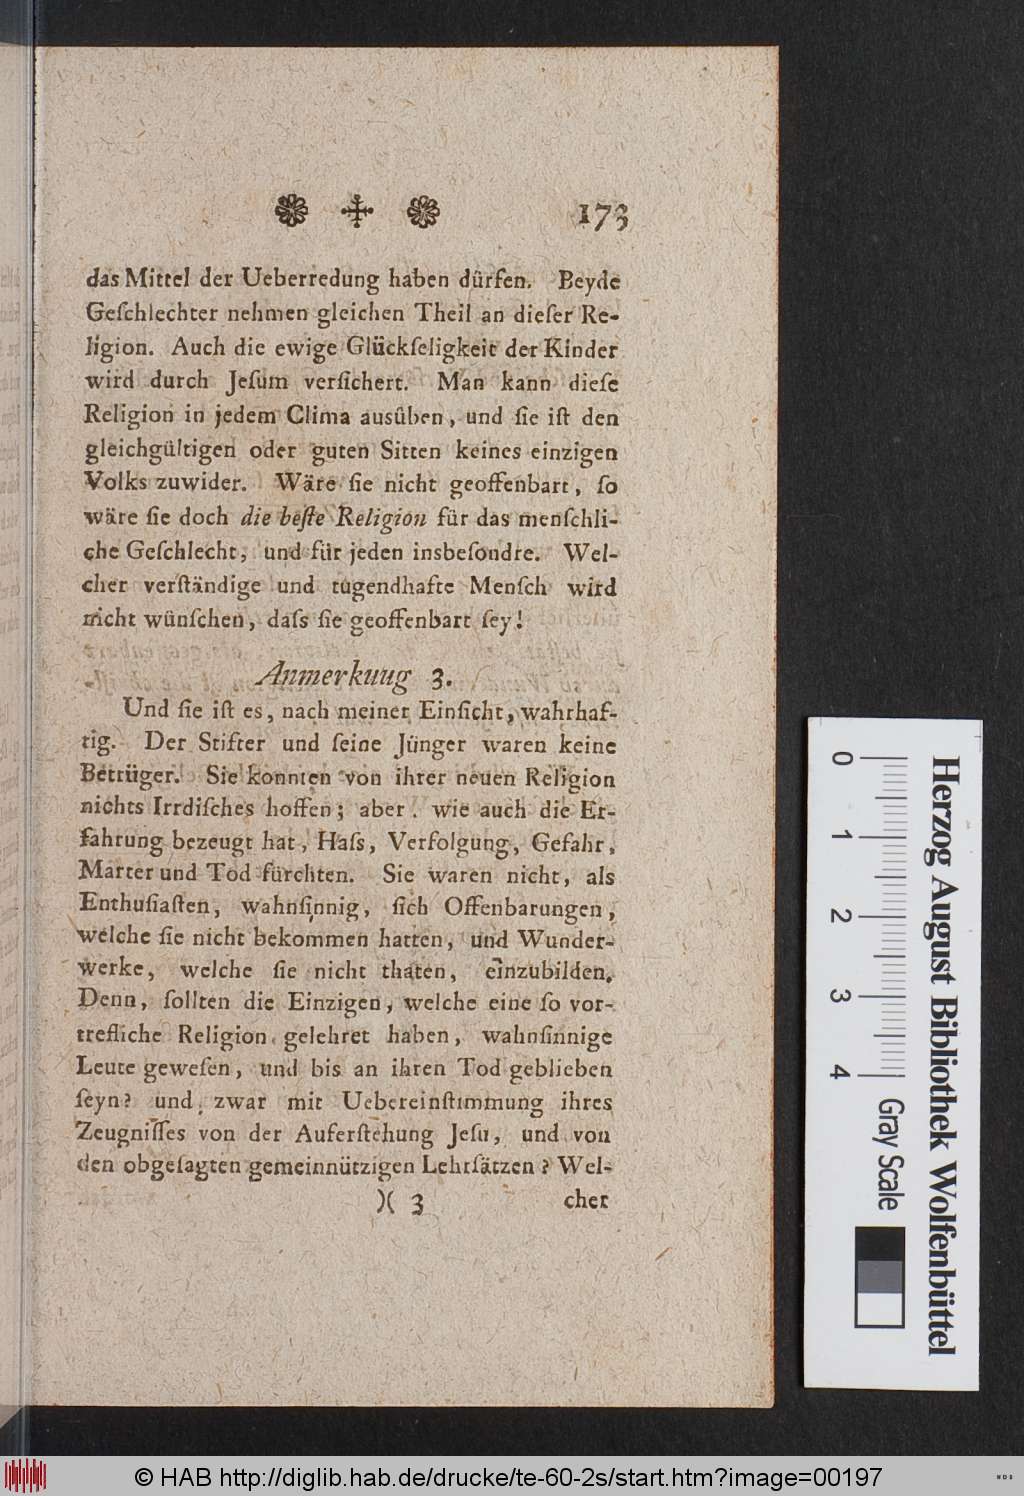 173
das Mittel der Ueberredung haben dürfen. Beyde
Geſchlechter nehmen gleichen Theil an dieſer Re-
ligion. Auch die ewige Glückſeligkeit der Kinder
wird durch Jeſum verſichert. Man kann dieſe
Religion in jedem Clima ausüben, und ſie iſt den
gleichgültigen oder guten Sitten keines einzigen
Volks zuwider. Wäre ſie nicht geoffenbart, ſo
wäre ſie doch die beſte Religion für das menſchli-
che Geſchlecht, und für jeden insbeſondre. Wel-
cher verſtändige und tugendhafte Menſch wird
nicht wünſchen, daſs ſie geoffenbart ſey!
Anmerkuug 3.
Und ſie iſt es, nach meiner Einſicht, wahrhaf-
tig. Der Stifter und ſeine Jünger waren keine
Betrüger. Sie konnten von ihrer neuen Religion
nichts Irrdiſches hoffen; aber. wie auch die Er-
fahrung bezeugt hat, Haſs, Verfolgung, Gefahr,
Marter und Tod fürchten. Sie waren nicht, als
Enthuſiaſten, wahnſinnig, ſich Offenbarungen,
welche ſie nicht bekommen hatten, und Wunder-
werke, welche ſie nicht thaten, einzubilden.
Denn, ſollten die Einzigen, welche eine ſo vor-
trefliche Religion gelehret haben, wahnſinnige
Leute geweſen, und bis an ihren Tod geblieben
ſeyn? und zwar mit Uebereinſtimmung ihres
Zeugniſſes von der Auferſtehung Jeſu, und von
den obgeſagten gemeinnützigen Lehrſätzen? Wel-
)( 3 cher
0 1 2 3 4
Gray Scale
Herzog August Bibliothek Wolfenbüttel
© HAB http://diglib.hab.de/drucke/te-60-2s/start.htm?image=00197